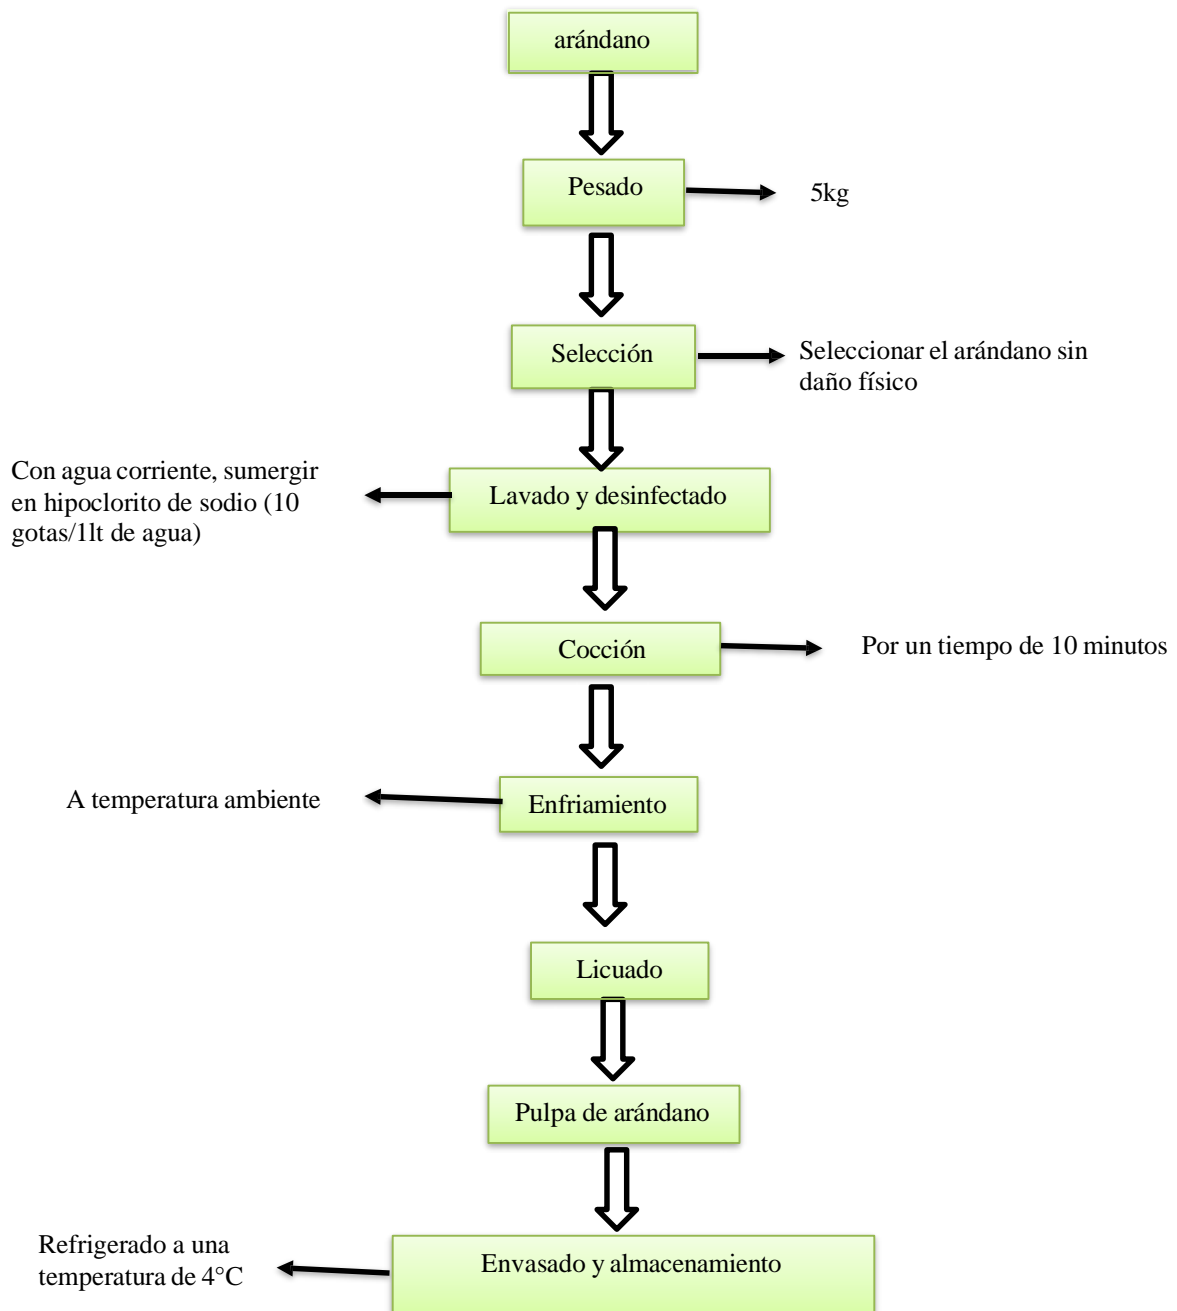 arándano
Pesado
5kg
Selección
Seleccionar el arándano sin
daño físico
Con agua corriente, sumergir
en hipoclorito de sodio (10
gotas/1lt de agua)
Lavado y desinfectado
Cocción
Por un tiempo de 10 minutos
A temperatura ambiente
Enfriamiento
Licuado
Pulpa de arándano
Refrigerado a una
temperatura de 4°C
Envasado y almacenamiento